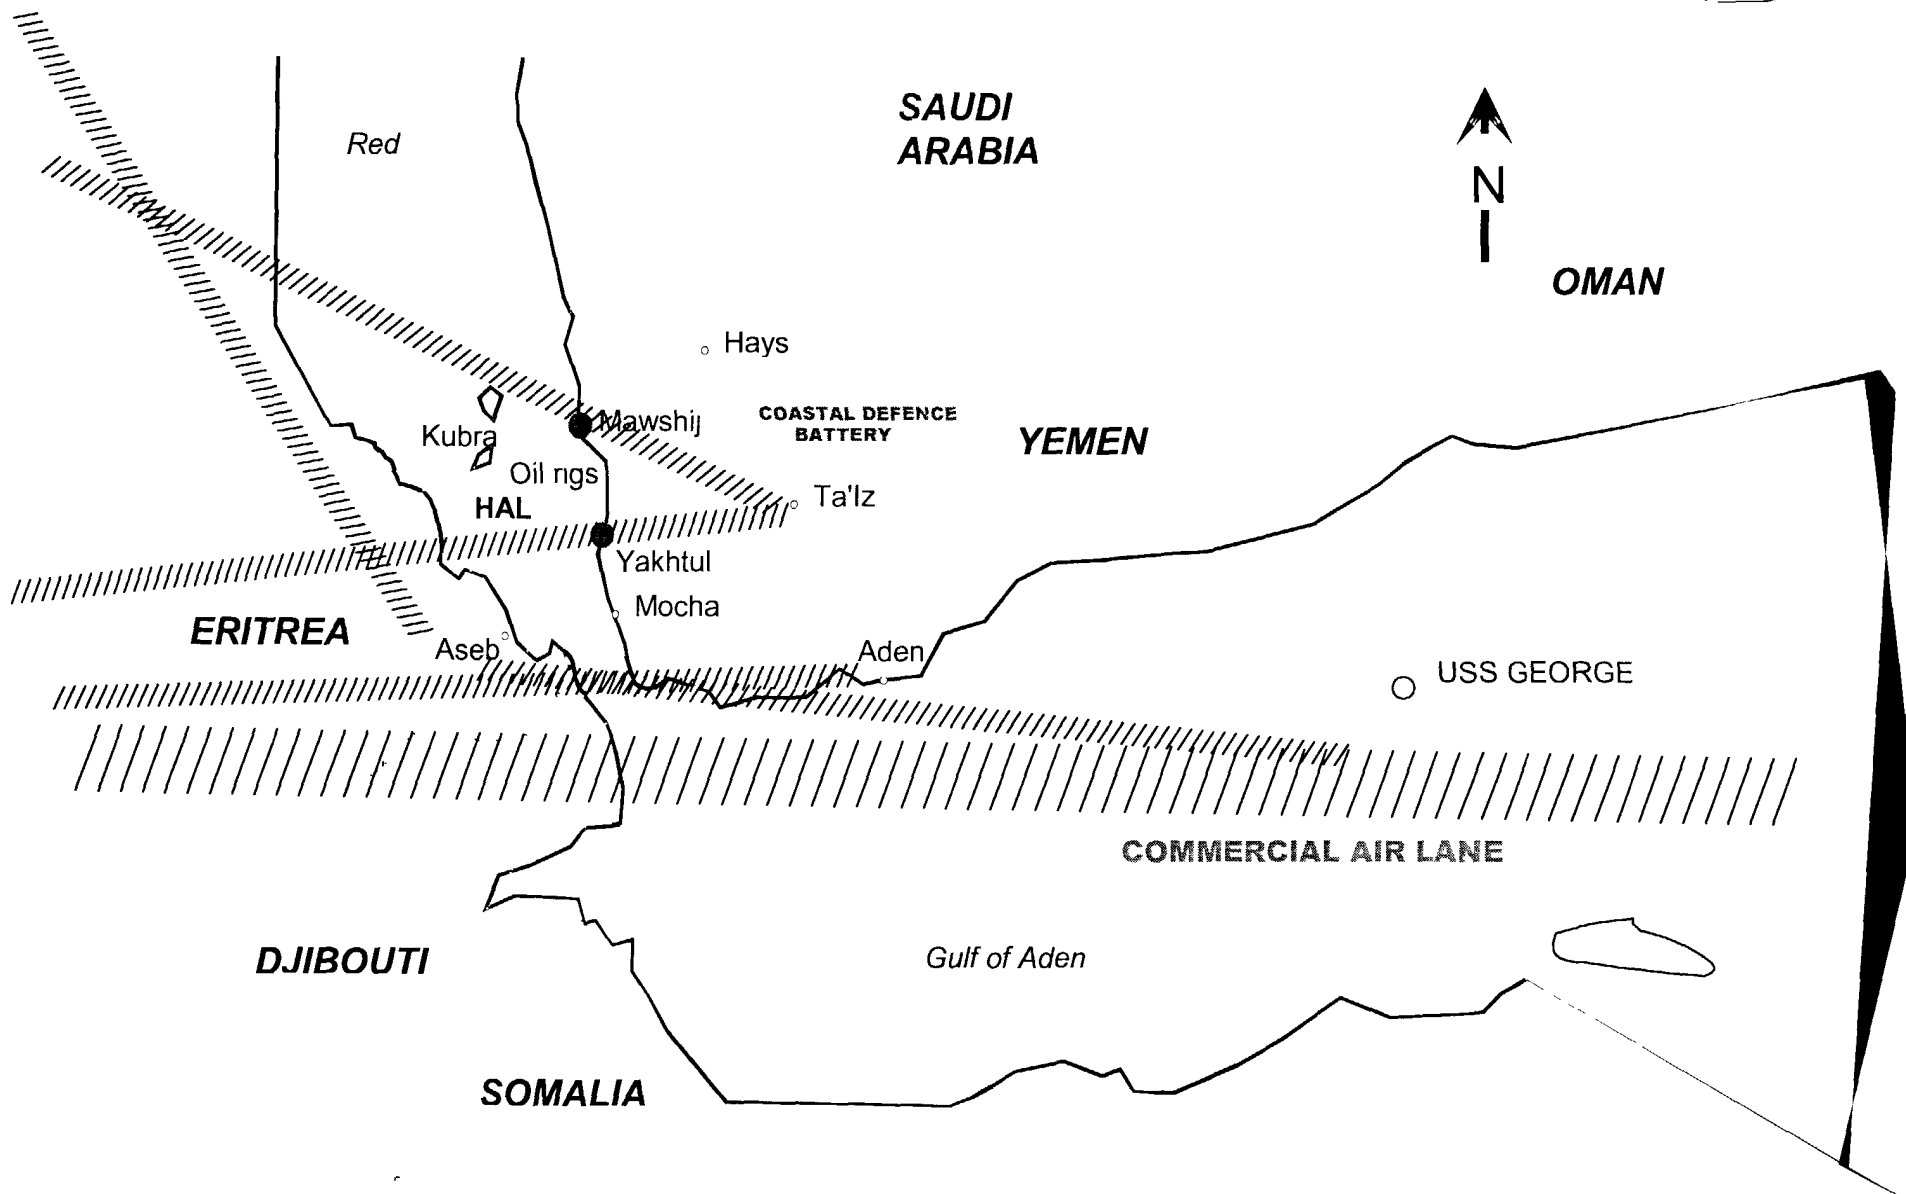 SAUDI
ARABIA
Red
N
OMAN
Hays
COASTAL DEFENCE
BATTERY
Mawshij
Kubra
YEMEN
Oil rigs
Ta'Iz
HAL
Yakhtul
Mocha
ERITREA
Aseb
Aden
USS GEORGE
COMMERCIAL AIR LANE
DJIBOUTI
Gulf of Aden
SOMALIA